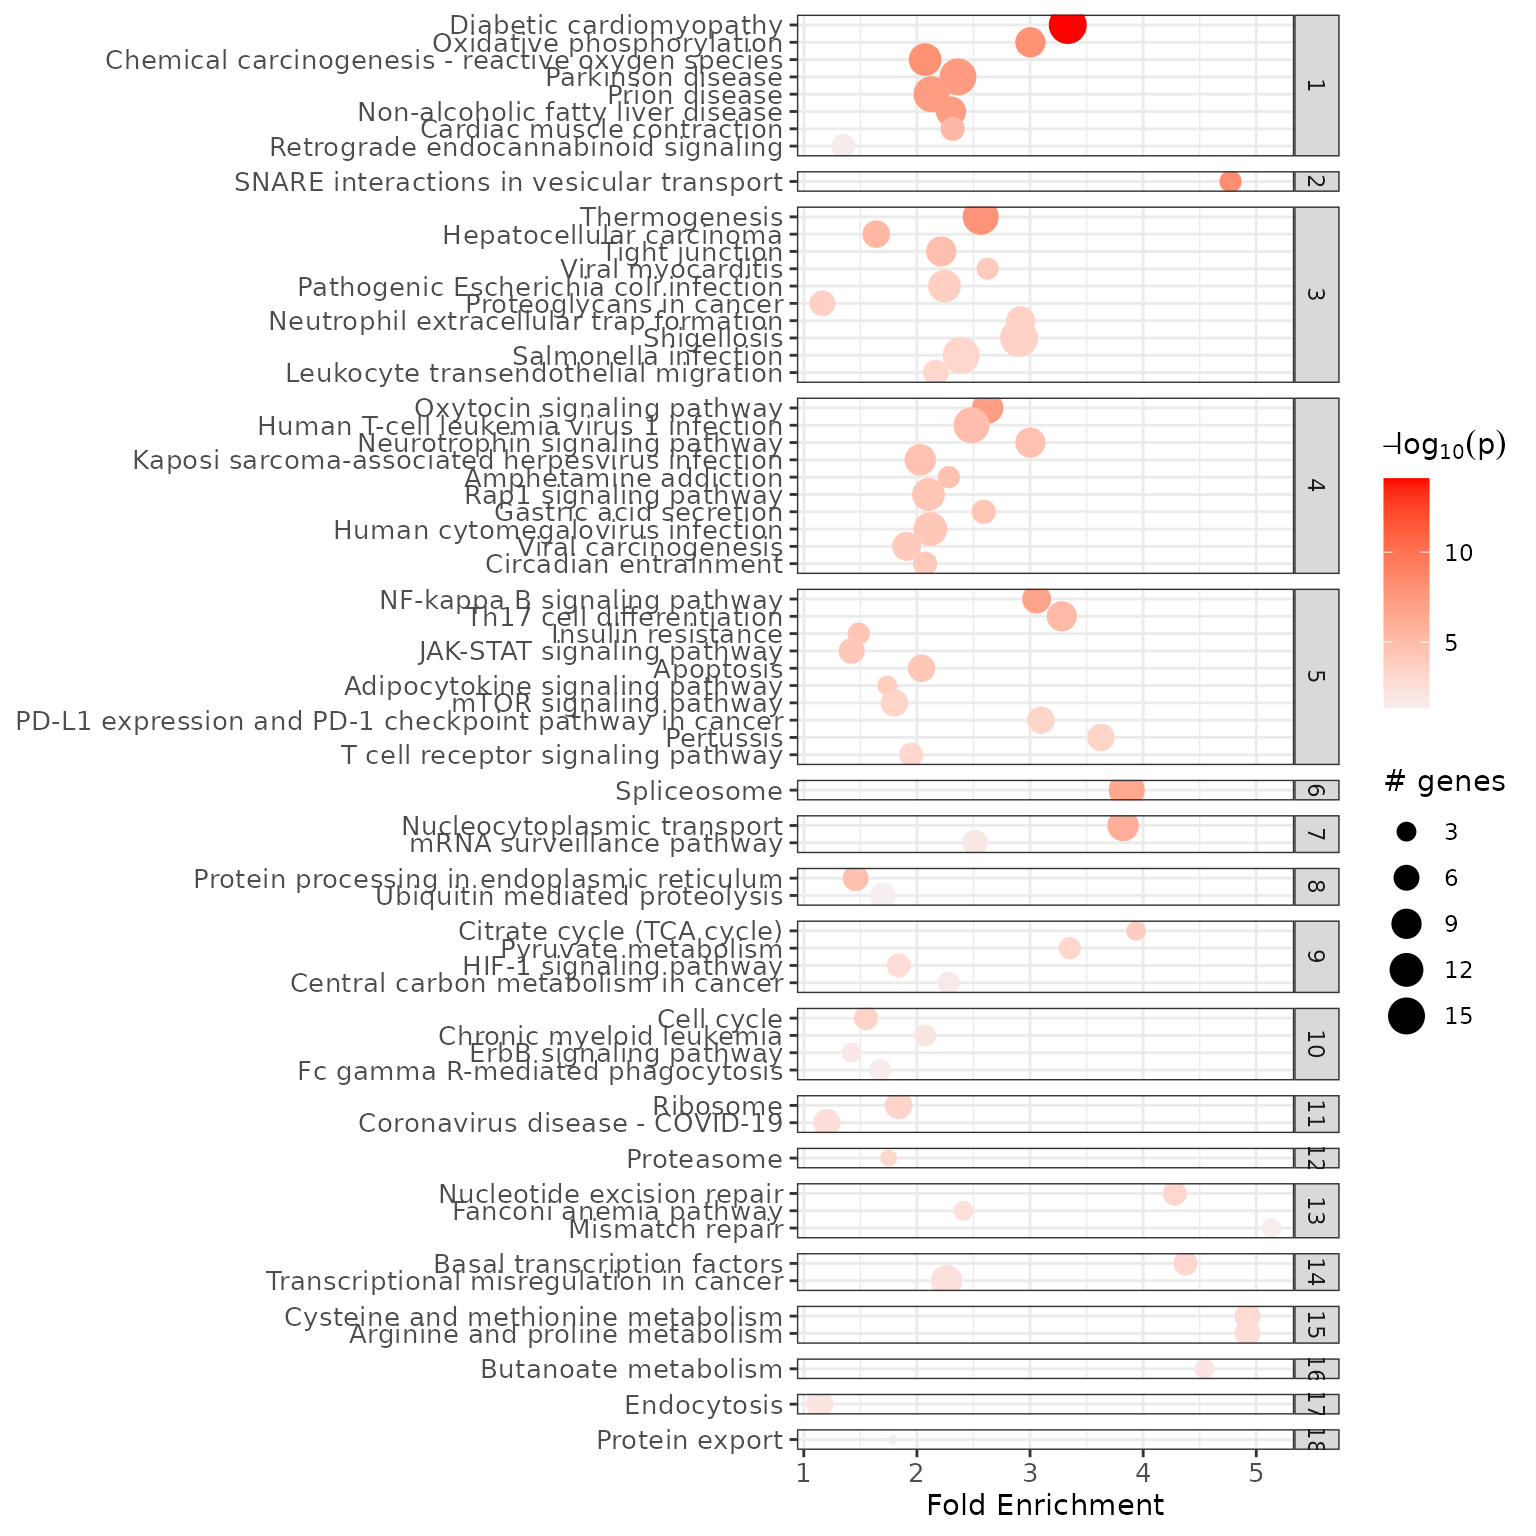 Diabetic cardiomyopathy
Oxidative phosphorylation
Chemical carcinogenesis - reactive oxygen species
Parkinson disease
Prion disease
Non-alcoholic fatty liver disease
Cardiac muscle contraction
Retrograde endocannabinoid signaling
1
SNARE interactions in vesicular transport
2
Thermogenesis
Hepatocellular carcinoma
Tight junction
Viral myocarditis
Pathogenic Escherichia coli infection
Proteoglycans in cancer
Neutrophil extracellular trap formation
Shigellosis
Salmonella infection
Leukocyte transendothelial migration
3
Oxytocin signaling pathway
Human T-cell leukemia virus 1 infection
Neurotrophin signaling pathway
Kaposi sarcoma-associated herpesvirus infection
Amphetamine addiction
Rap1 signaling pathway
Gastric acid secretion
Human cytomegalovirus infection
Viral carcinogenesis
Circadian entrainment
4
NF-kappa B signaling pathway
Th17 cell differentiation
Insulin resistance
JAK-STAT signaling pathway
Apoptosis
Adipocytokine signaling pathway
mTOR signaling pathway
PD-L1 expression and PD-1 checkpoint pathway in cancer
Pertussis
T cell receptor signaling pathway
5
Spliceosome
6
Nucleocytoplasmic transport
mRNA surveillance pathway
7
Protein processing in endoplasmic reticulum
Ubiquitin mediated proteolysis
8
Citrate cycle (TCA cycle)
Pyruvate metabolism
HIF-1 signaling pathway
Central carbon metabolism in cancer
9
Cell cycle
Chronic myeloid leukemia
ErbB signaling pathway
Fc gamma R-mediated phagocytosis
10
Ribosome
Coronavirus disease - COVID-19
11
Proteasome
12
Nucleotide excision repair
Fanconi anemia pathway
Mismatch repair
13
Basal transcription factors
Transcriptional misregulation in cancer
14
Cysteine and methionine metabolism
Arginine and proline metabolism
15
Butanoate metabolism
16
Endocytosis
17
Protein export
18
1 2 3 4 5
Fold Enrichment
−log₁₀(p)
10
5
# genes
3
6
9
12
15